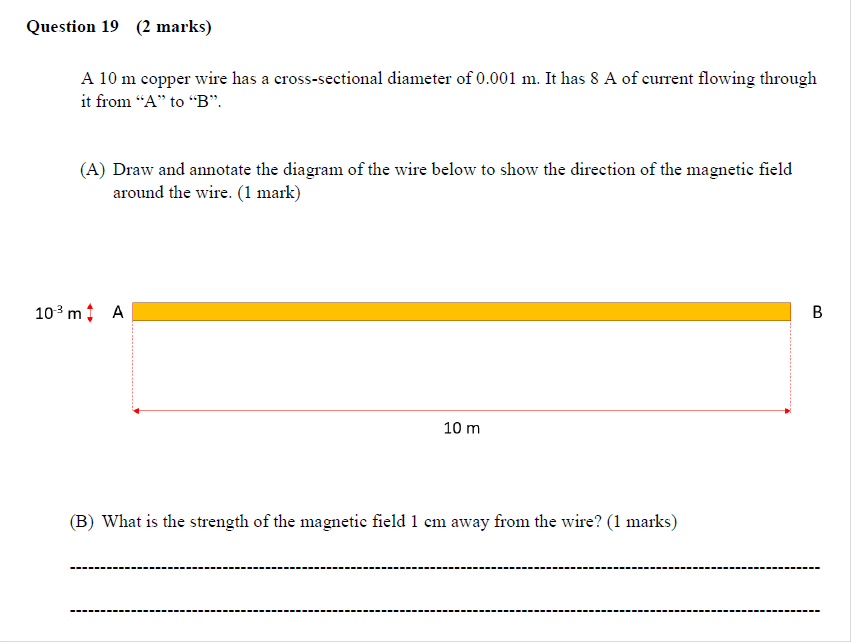 Question 19 (2 marks)
A 10 m copper wire has a cross-sectional diameter of 0.001 m. It has 8 A of current flowing through
it from “A” to “B”.
(A) Draw and annotate the diagram of the wire below to show the direction of the magnetic field
around the wire. (1 mark)
10⁻³ m A B
10 m
(B) What is the strength of the magnetic field 1 cm away from the wire? (1 marks)